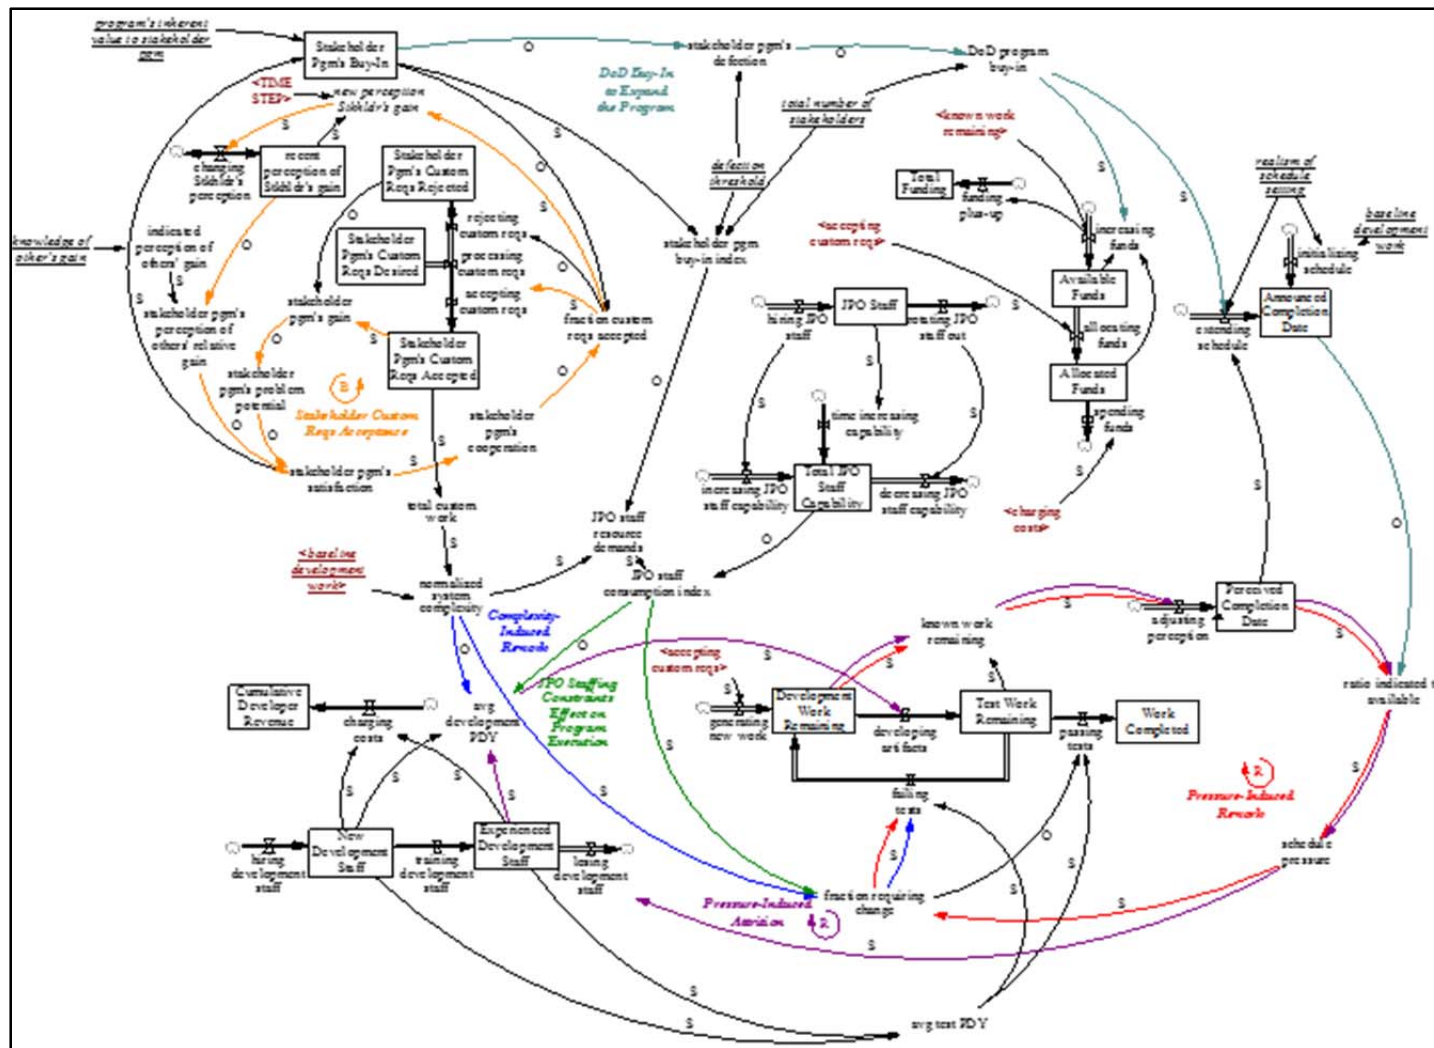 program's inherent
value to stakeholder
pgm
Stakeholder
Pgm's Buy-In
O
stakeholder pgm's
defection
O
DoD program
buy-in
DoD Buy-In
to Expand
the Program
<TIME
STEP>
new perception
Stkhldr's gain
S
S
changing
Stkhldr's
perception
recent
perception of
Stkhldr's gain
Stakeholder
Pgm's Custom
Reqs Rejected
O
O
S
total number of
stakeholders
<known work
remaining>
defection
threshold
Total
Funding
funding
plus-up
S
realism of
schedule
setting
knowledge of
other's gain
indicated
perception of
others' gain
S
O
O
Stakeholder
Pgm's Custom
Reqs Desired
rejecting
custom reqs
processing
custom reqs
accepting
custom reqs
O
stakeholder pgm
buy-in index
<accepting
custom reqs>
increasing
funds
initializing
schedule
baseline
development
work
S
stakeholder pgm's
perception of
others' relative
gain
stakeholder
pgm's gain
S
fraction custom
reqs accepted
hiring JPO
staff
JPO Staff
rotating JPO
staff out
S
Available
Funds
allocating
funds
extending
schedule
Announced
Completion
Date
O
Stakeholder
Pgm's Custom
Reqs Accepted
O
stakeholder
pgm's problem
potential
B
Stakeholder Custom
Reqs Acceptance
O
S
Allocated
Funds
S
O
O
stakeholder
pgm's
cooperation
S
time increasing
capability
S
spending
funds
stakeholder pgm's
satisfaction
S
S
increasing JPO
staff capability
Total JPO
Staff
Capability
decreasing JPO
staff capability
S
S
total custom
work
JPO staff
resource
demands
<charging
costs>
O
O
S
<baseline
development
work>
normalized
system
complexity
S
S
JPO staff
consumption index
Complexity-
Induced
Rework
known work
remaining
S
adjusting
perception
Perceived
Completion
Date
S
O
O
<accepting
custom reqs>
S
S
S
ratio indicated t
available
Cumulative
Developer
Revenue
charging
costs
avg
development
PDY
JPO Staffing
Constraints
Effect on
Program
Execution
generating
new work
Development
Work
Remaining
developing
artifacts
Test Work
Remaining
passing
tests
Work
Completed
S
S
S
S
S
S
failing
tests
R
Pressure-Induced
Rework
S
hiring
development
staff
New
Development
Staff
training
development
staff
Experienced
Development
Staff
losing
development
staff
S
O
S
S
schedule
pressure
fraction requiring
change
Pressure-Induced
Attrition
R
S
S
S
S
avg test PDY